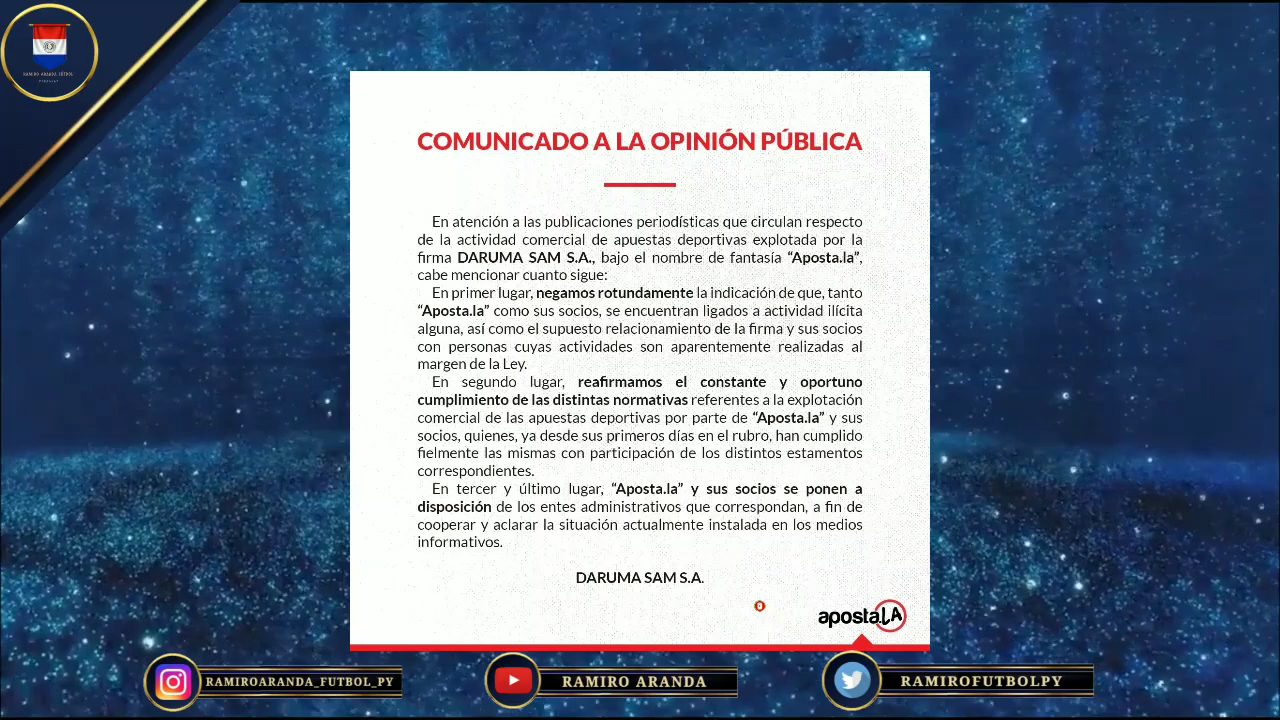 RAMIRO ARANDA FÚTBOL
PARAGUAY
COMUNICADO A LA OPINIÓN PÚBLICA
En atención a las publicaciones periodísticas que circulan respecto
de la actividad comercial de apuestas deportivas explotada por la
firma DARUMA SAM S.A., bajo el nombre de fantasía “Aposta.la”,
cabe mencionar cuanto sigue:
En primer lugar, negamos rotundamente la indicación de que, tanto
“Aposta.la” como sus socios, se encuentran ligados a actividad ilícita
alguna, así como el supuesto relacionamiento de la firma y sus socios
con personas cuyas actividades son aparentemente realizadas al
margen de la Ley.
En segundo lugar, reafirmamos el constante y oportuno
cumplimiento de las distintas normativas referentes a la explotación
comercial de las apuestas deportivas por parte de “Aposta.la” y sus
socios, quienes, ya desde sus primeros días en el rubro, han cumplido
fielmente las mismas con participación de los distintos estamentos
correspondientes.
En tercer y último lugar, “Aposta.la” y sus socios se ponen a
disposición de los entes administrativos que correspondan, a fin de
cooperar y aclarar la situación actualmente instalada en los medios
informativos.
DARUMA SAM S.A.
aposta.LA
RAMIROARANDA_FUTBOL_PY
RAMIRO ARANDA
RAMIROFUTBOLPY